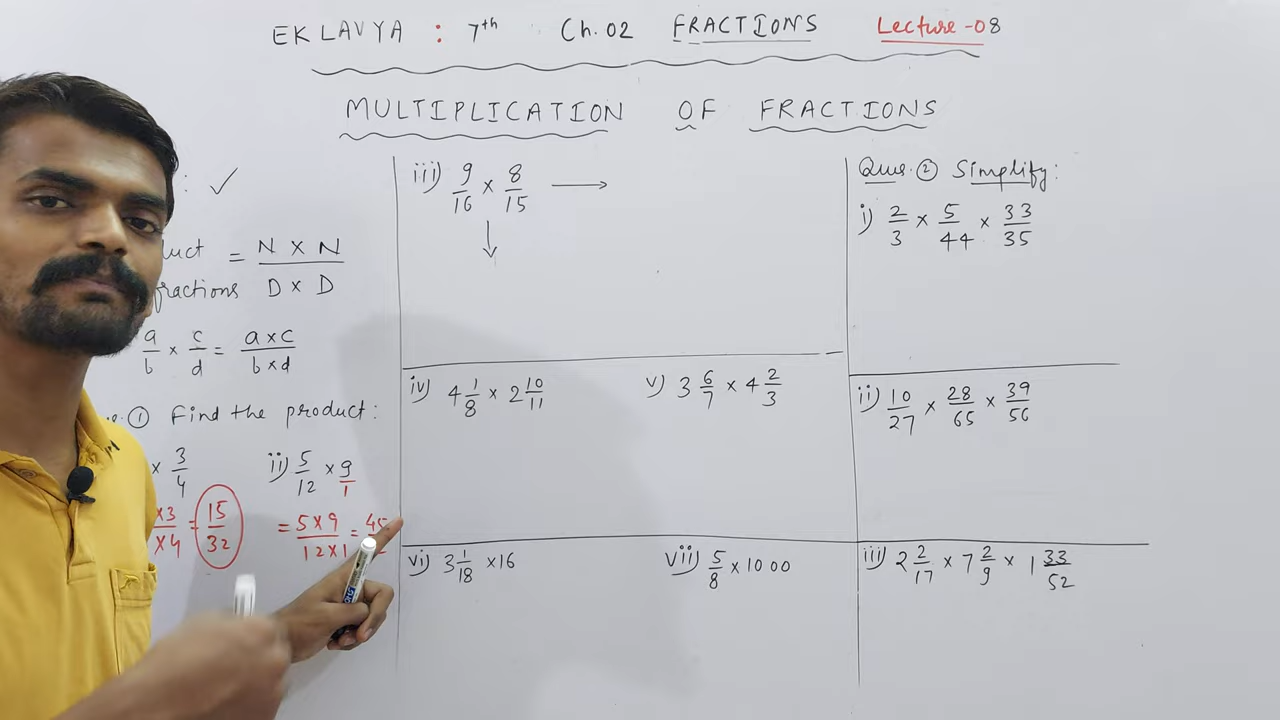 EKLAVYA : 7th Ch. 02 FRACTIONS Lecture-08
MULTIPLICATION OF FRACTIONS
: ✓
= N × N / D × D
fractions
a/b × c/d = a×c / b×d
① Find the product :
× 3/4
×3 / ×4 = 15/32
ii) 5/12 × 9/1
= 5×9 / 12×1 =
iii) 9/16 × 8/15 → ↓
iv) 4 1/8 × 2 10/11
v) 3 6/7 × 4 2/3
vi) 3 1/18 × 16
vii) 5/8 × 1000
Que. ② Simplify :
i) 2/3 × 5/44 × 33/35
ii) 10/27 × 28/65 × 39/56
iii) 2 2/17 × 7 2/9 × 1 33/52